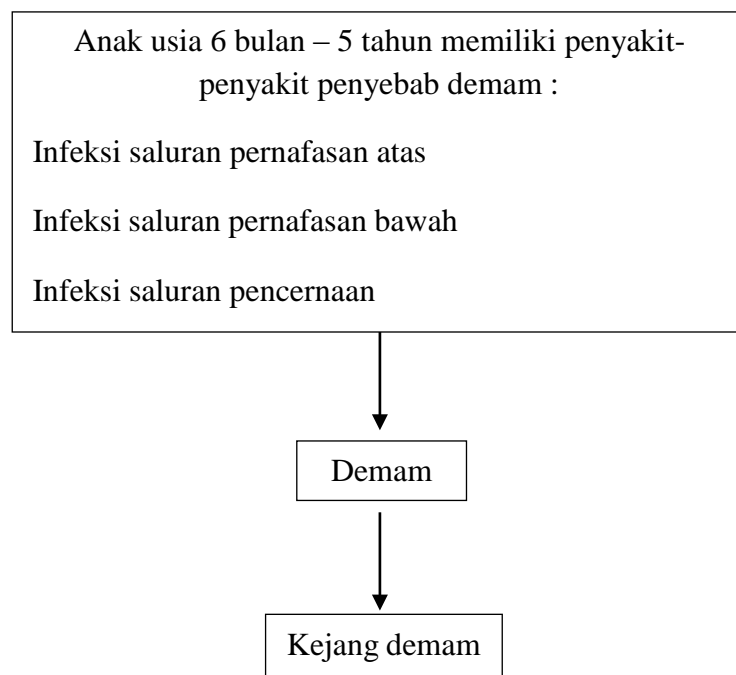 Anak usia 6 bulan – 5 tahun memiliki penyakit-
penyakit penyebab demam :
Infeksi saluran pernafasan atas
Infeksi saluran pernafasan bawah
Infeksi saluran pencernaan
Demam
Kejang demam